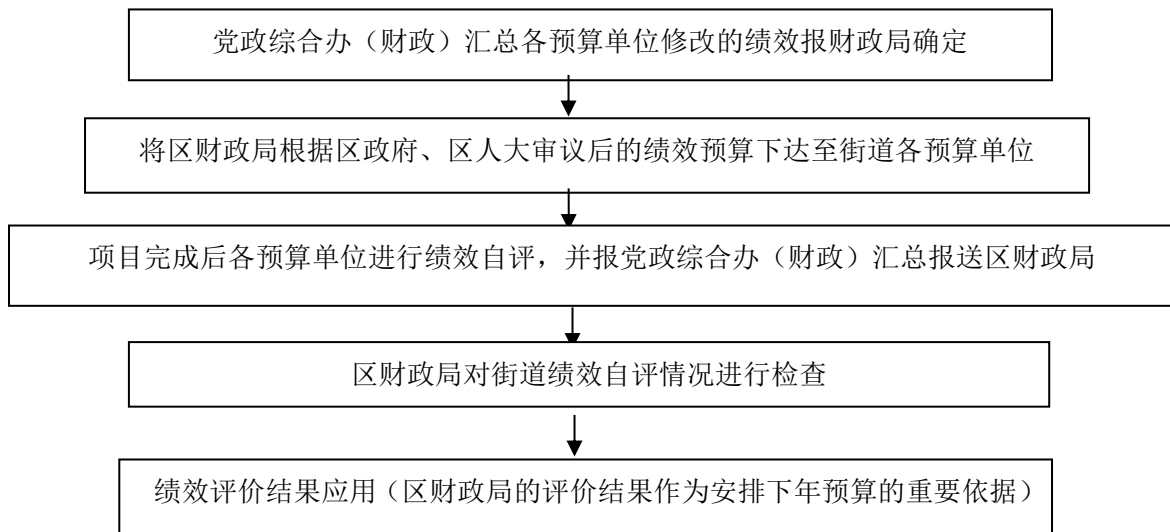 党政综合办（财政）汇总各预算单位修改的绩效报财政局确定
将区财政局根据区政府、区人大审议后的绩效预算下达至街道各预算单位
项目完成后各预算单位进行绩效自评，并报党政综合办（财政）汇总报送区财政局
区财政局对街道绩效自评情况进行检查
绩效评价结果应用（区财政局的评价结果作为安排下年预算的重要依据）